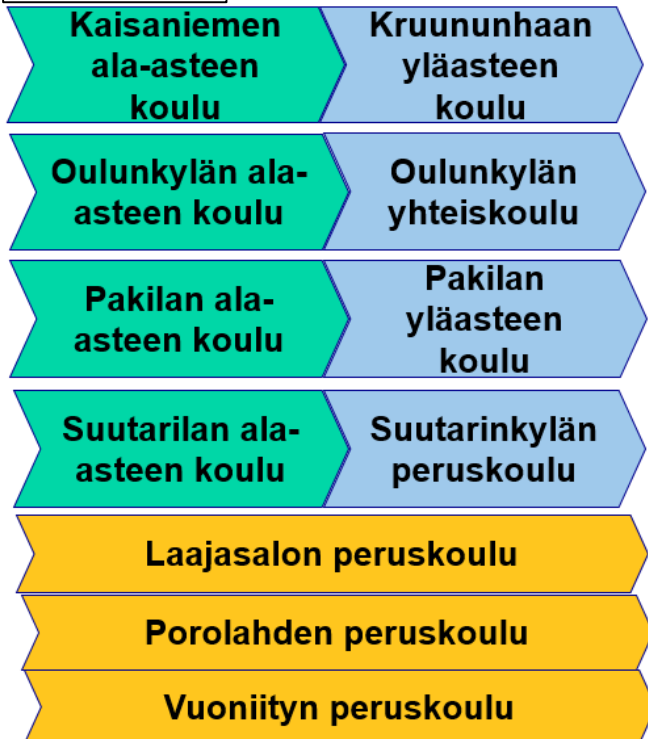 Kaisaniemen
ala-asteen
koulu
Kruununhaan
yläasteen
koulu
Oulunkylän ala-
asteen koulu
Oulunkylän
yhteiskoulu
Pakilan ala-
asteen koulu
Pakilan
yläasteen
koulu
Suutarilan ala-
asteen koulu
Suutarinkylän
peruskoulu
Laajasalon peruskoulu
Porolahden peruskoulu
Vuoniityn peruskoulu